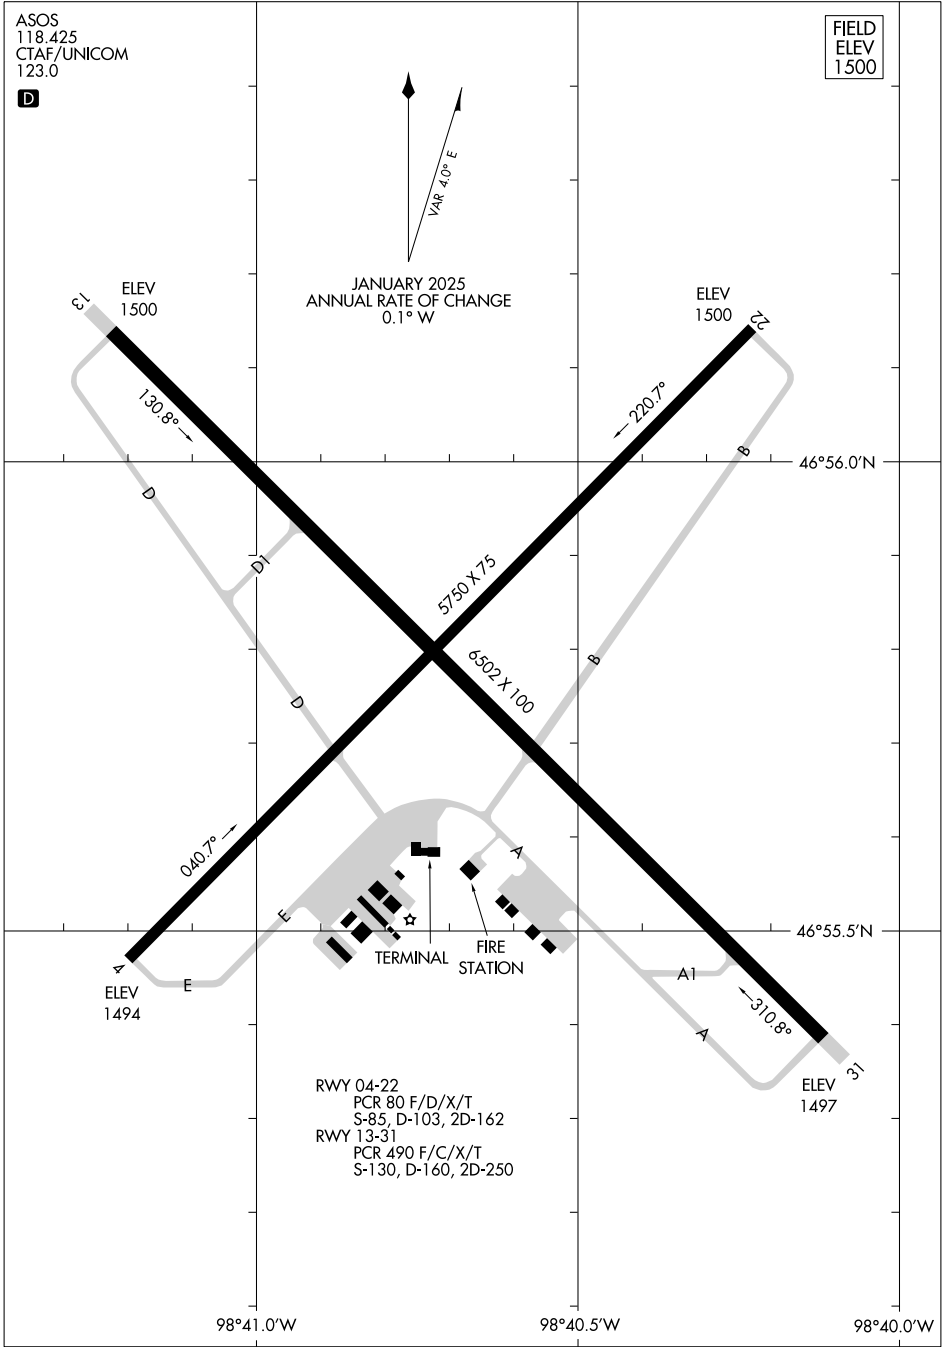 ASOS
118.425
CTAF/UNICOM
123.0
D
FIELD
ELEV
1500
VAR 4.0° E
JANUARY 2025
ANNUAL RATE OF CHANGE
0.1° W
13
ELEV
1500
ELEV
1500
22
130.8°
220.7°
46°56.0'N
B
D
D1
5750 X 75
6502 X 100
B
D
040.7°
A
E
46°55.5'N
TERMINAL
FIRE
STATION
4
E
ELEV
1494
A1
310.8°
A
31
ELEV
1497
RWY 04-22
PCR 80 F/D/X/T
S-85, D-103, 2D-162
RWY 13-31
PCR 490 F/C/X/T
S-130, D-160, 2D-250
98°41.0'W
98°40.5'W
98°40.0'W